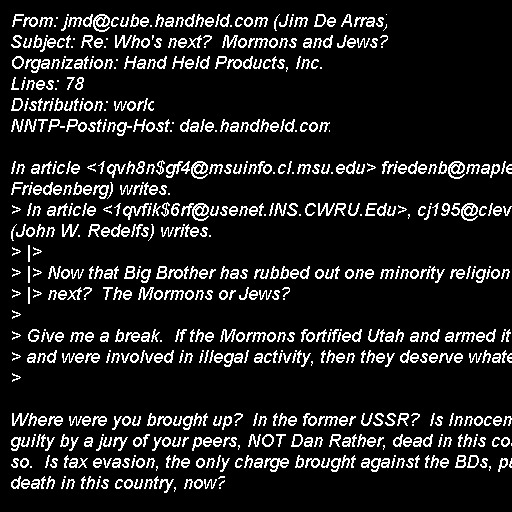 From: jmd@cube.handheld.com (Jim De Arras)
Subject: Re: Who's next?  Mormons and Jews?
Organization: Hand Held Products, Inc.
Lines: 78
Distribution: world
NNTP-Posting-Host: dale.handheld.com

In article <1qvh8n$gf4@msuinfo.cl.msu.edu> friedenb@maple
Friedenberg) writes.
> In article <1qvfik$6rf@usenet.INS.CWRU.Edu>, cj195@clev
(John W. Redelfs) writes.
> |>
> |> Now that Big Brother has rubbed out one minority religion
> |> next?  The Mormons or Jews?
>
> Give me a break.  If the Mormons fortified Utah and armed it
> and were involved in illegal activity, then they deserve
>

Where were you brought up?  In the former USSR?  Is
guilty by a jury of your peers, NOT Dan Rather, dead in this
so.  Is tax evasion, the only charge brought against the BDs,
death in this country, now?